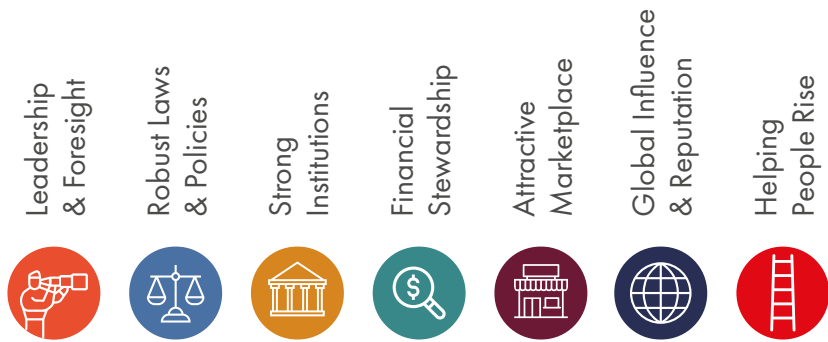 Leadership
& Foresight
Robust Laws
& Policies
Strong
Institutions
Financial
Stewardship
Attractive
Marketplace
Global Influence
& Reputation
Helping
People Rise
$